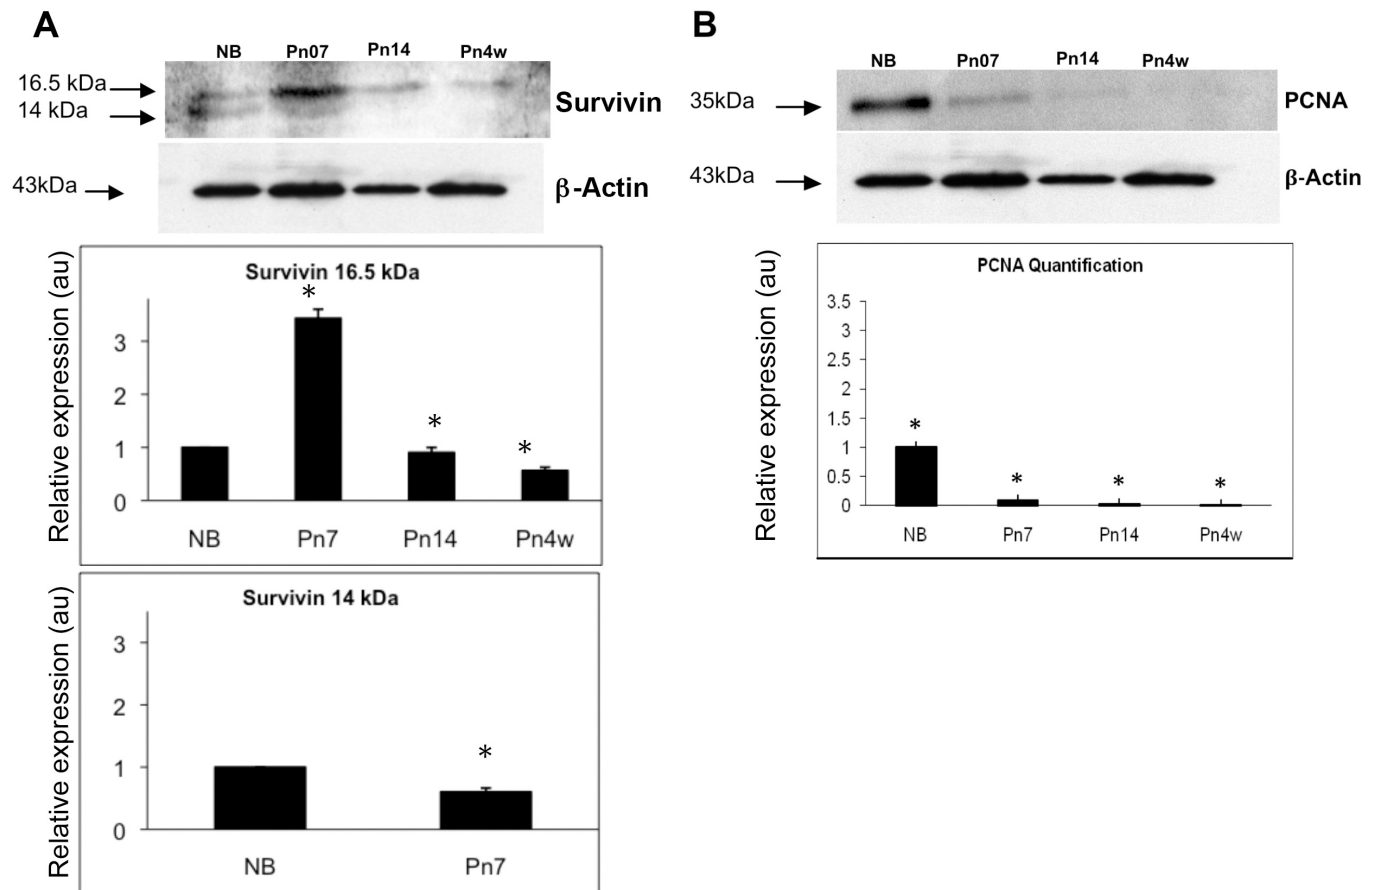 A
NB Pn07 Pn14 Pn4w
16.5 kDa
14 kDa
Survivin
43kDa
β-Actin
Survivin 16.5 kDa
Relative expression (au)
*
*
*
3
2
1
0
NB Pn7 Pn14 Pn4w
Survivin 14 kDa
Relative expression (au)
*
3
2
1
0
NB Pn7
B
NB Pn07 Pn14 Pn4w
35kDa
PCNA
43kDa
β-Actin
PCNA Quantification
Relative expression (au)
3.5
3
2.5
2
1.5
1
0.5
0
* * * *
NB Pn7 Pn14 Pn4w